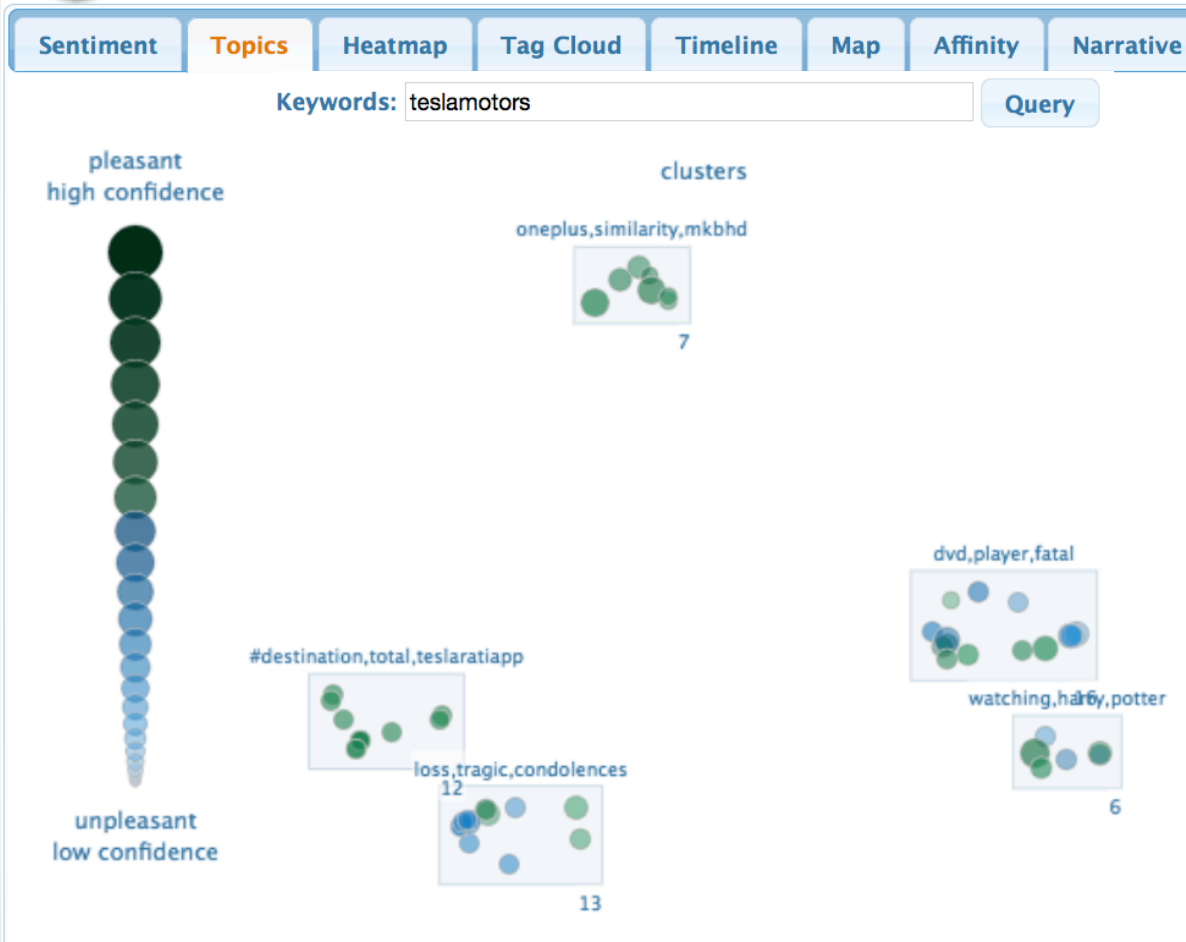 Sentiment
Topics
Heatmap
Tag Cloud
Timeline
Map
Affinity
Narrative
Keywords: teslamotors Query
pleasant
high confidence
clusters
oneplus,similarity,mkbhd
7
dvd,player,fatal
16
watching,harry,potter
6
#destination,total,teslaratiapp
12
loss,tragic,condolences
13
unpleasant
low confidence